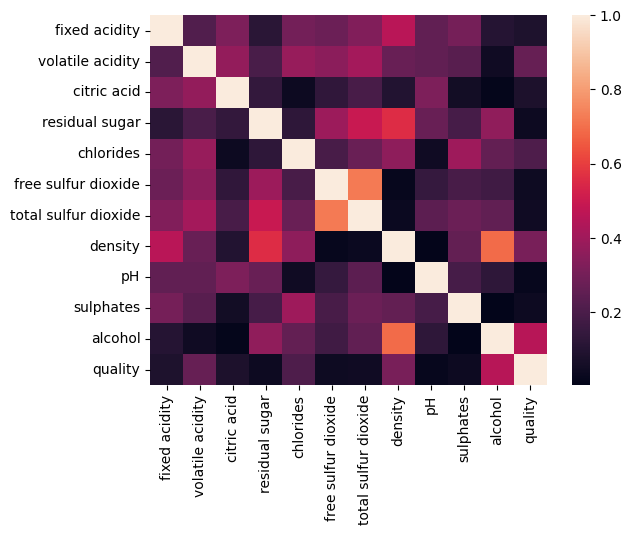 fixed acidity
volatile acidity
citric acid
residual sugar
chlorides
free sulfur dioxide
total sulfur dioxide
density
pH
sulphates
alcohol
quality
fixed acidity
volatile acidity
citric acid
residual sugar
chlorides
free sulfur dioxide
total sulfur dioxide
density
pH
sulphates
alcohol
quality
1.0
0.8
0.6
0.4
0.2